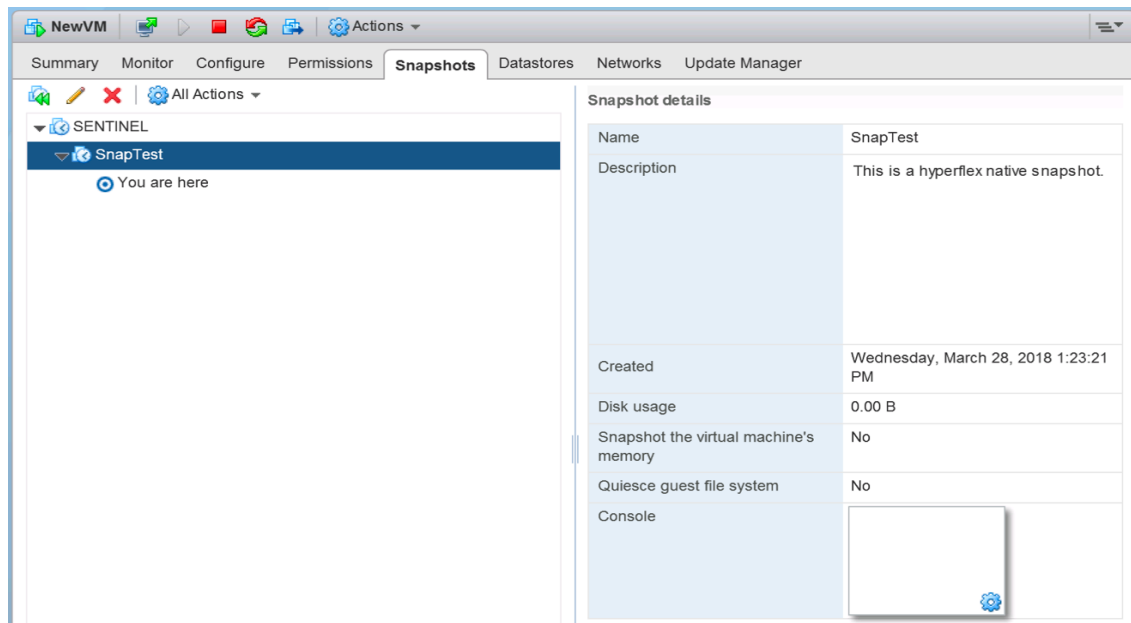 NewVM
Actions
Summary Monitor Configure Permissions Snapshots Datastores Networks Update Manager
All Actions
SENTINEL
SnapTest
You are here
Snapshot details
Name SnapTest
Description This is a hyperflex native snapshot.
Created Wednesday, March 28, 2018 1:23:21
PM
Disk usage 0.00 B
Snapshot the virtual machine's No
memory
Quiesce guest file system No
Console